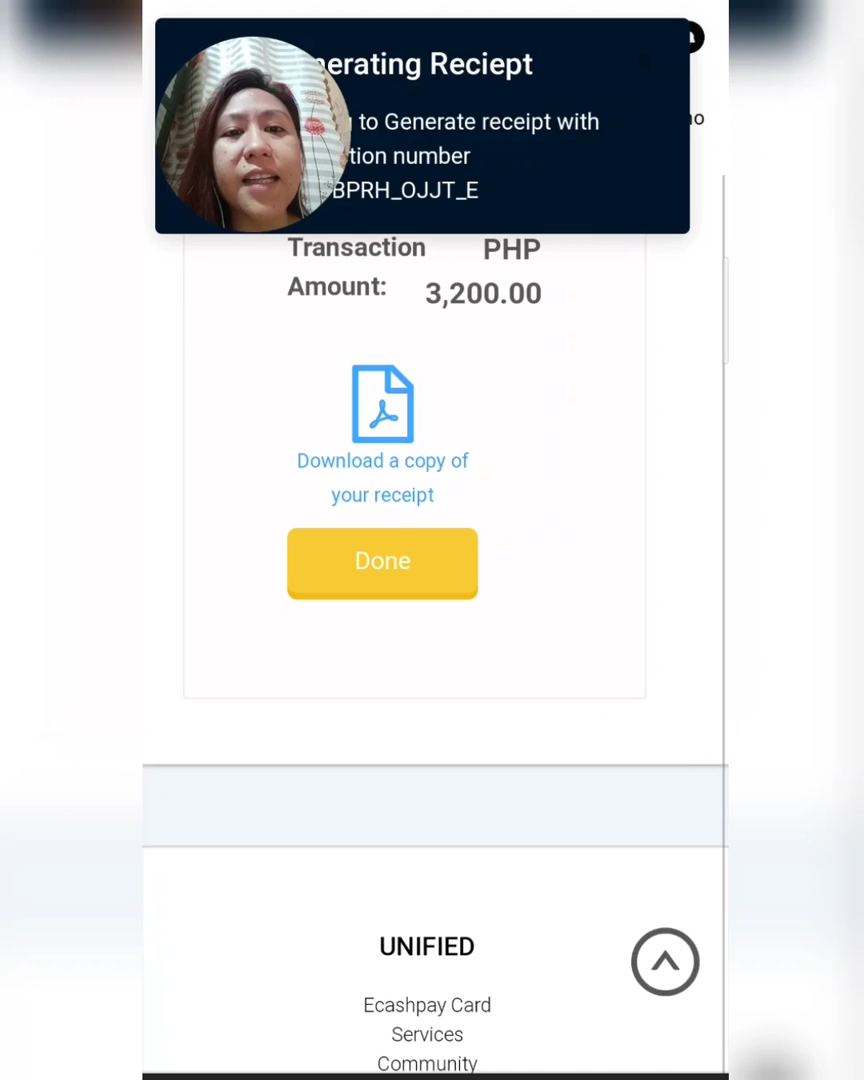 nerating Reciept
to Generate receipt with
tion number
BPRH_OJJT_E
Transaction PHP
Amount: 3,200.00
Download a copy of
your receipt
Done
UNIFIED
Ecashpay Card
Services
Community